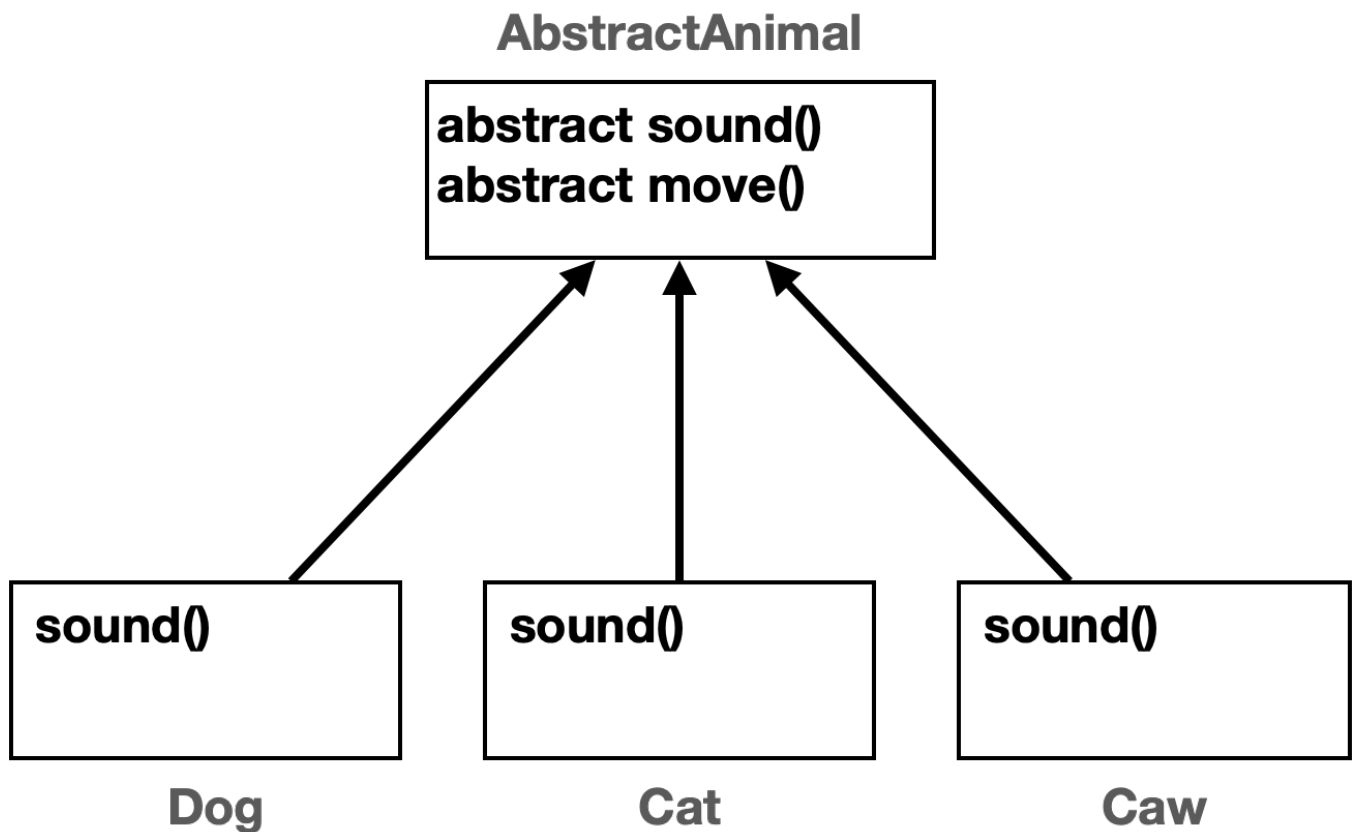 AbstractAnimal
abstract sound()
abstract move()
sound()
sound()
sound()
Dog
Cat
Caw